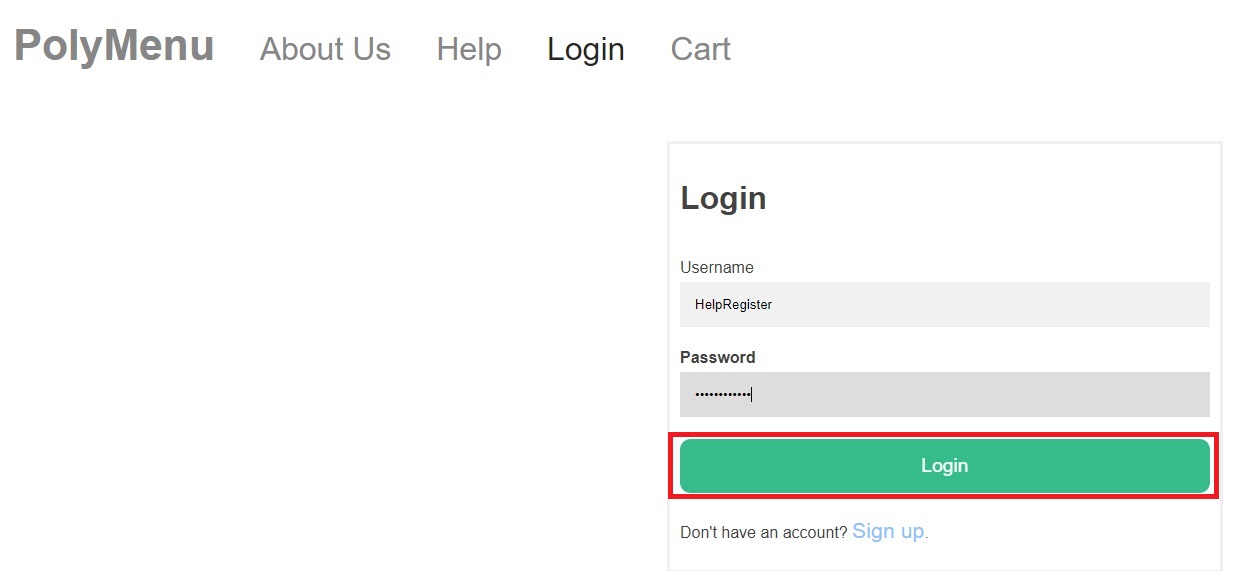 PolyMenu About Us Help Login Cart
Login
Username
HelpRegister
Password
••••••••••••
Login
Don't have an account? Sign up.